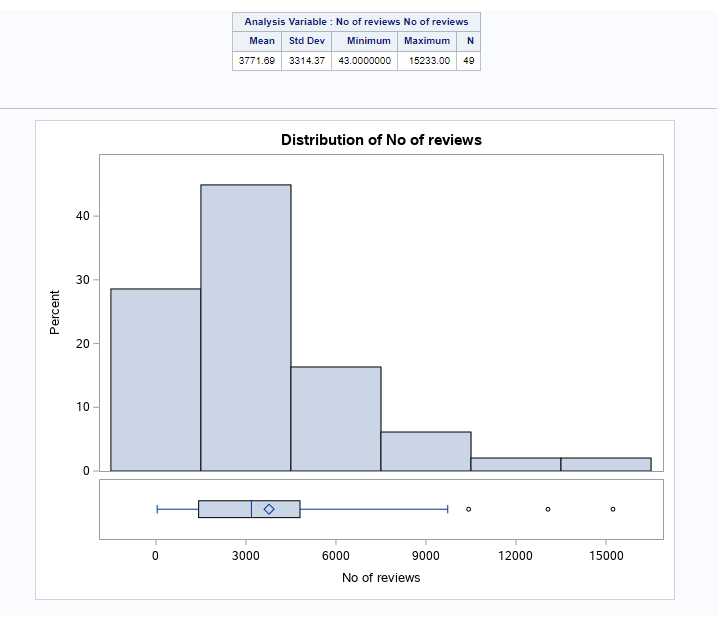 Analysis Variable : No of reviews No of reviews
Mean Std Dev Minimum Maximum N
3771.69 3314.37 43.0000000 15233.00 49
Distribution of No of reviews
Percent
40
30
20
10
0
0 3000 6000 9000 12000 15000
No of reviews